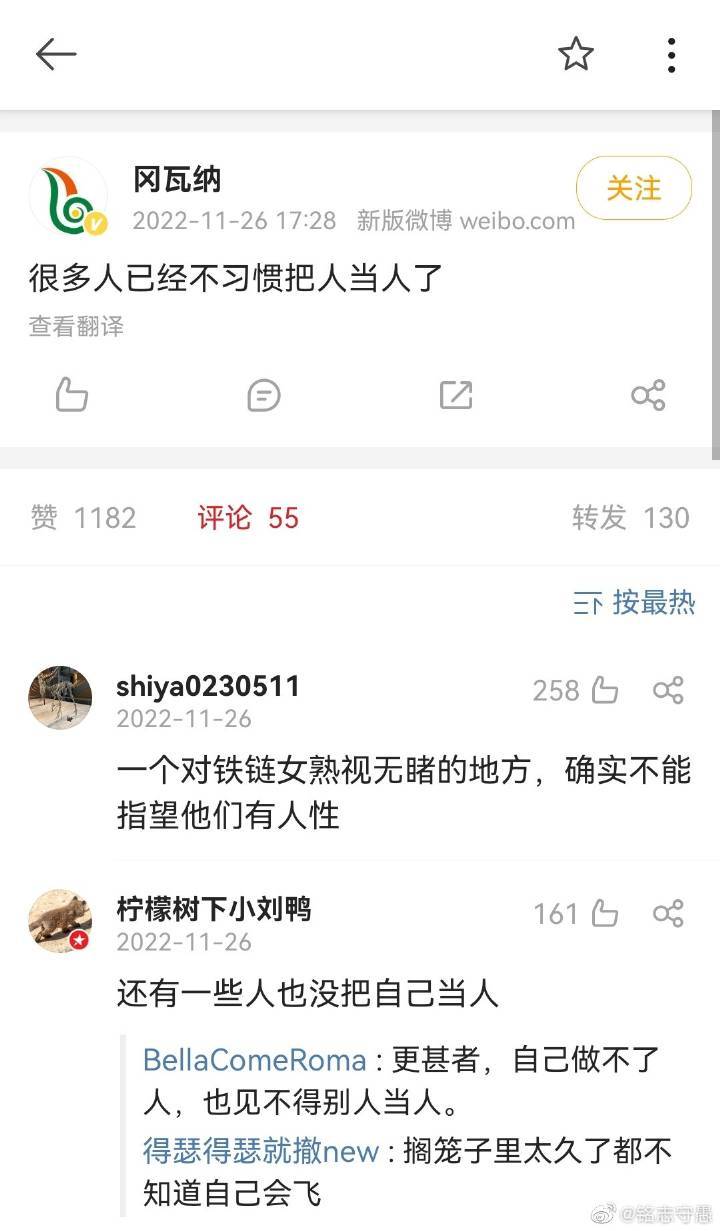 冈瓦纳
2022-11-26 17:28 新版微博 weibo.com
关注
很多人已经不习惯把人当人了
查看翻译
赞 1182 评论 55 转发 130
按最热
shiya0230511
258
2022-11-26
一个对铁链女熟视无睹的地方，确实不能
指望他们有人性
柠檬树下小刘鸭
161
2022-11-26
还有一些人也没把自己当人
BellaComeRoma : 更甚者，自己做不了
人，也见不得别人当人。
得瑟得瑟就撤new : 搁笼子里太久了都不
知道自己会飞
@铭志守愚